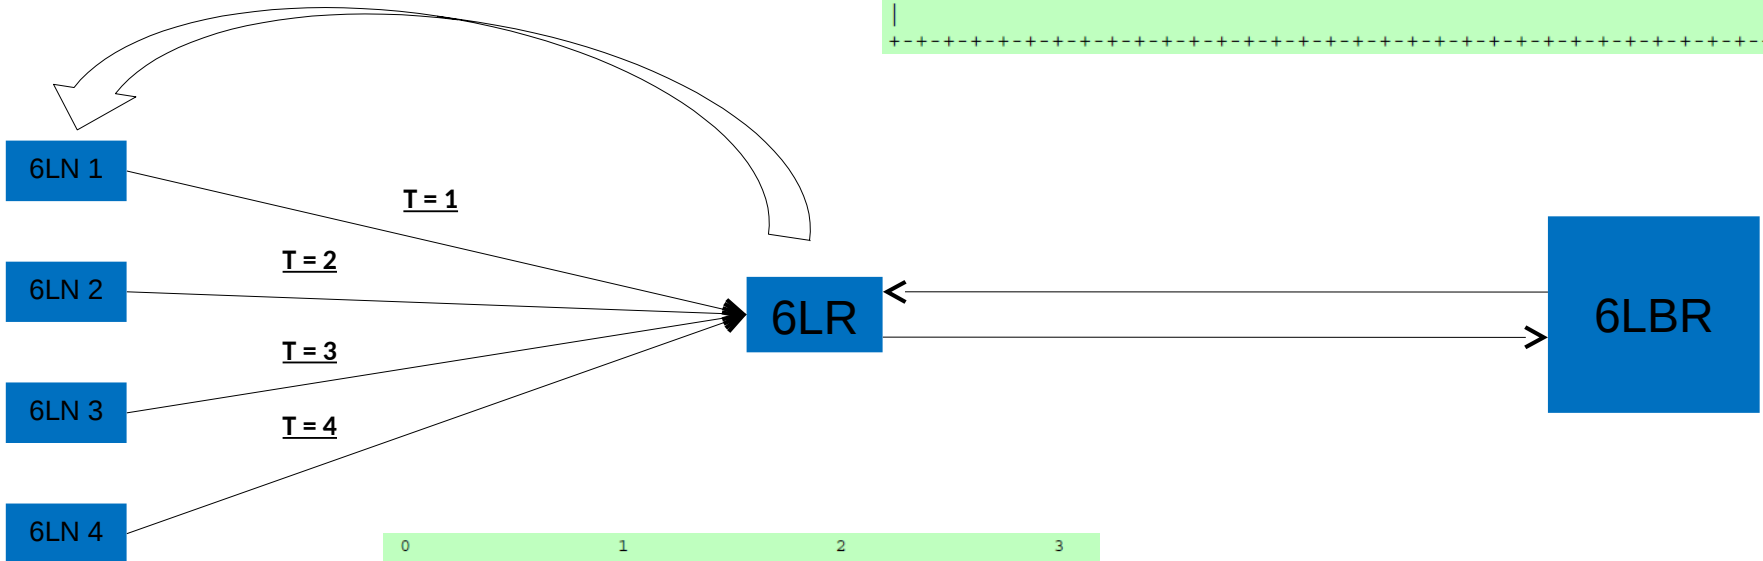 |
+-+-+-+-+-+-+-+-+-+-+-+-+-+-+-+-+-+-+-+-+-+-+-+-+-+-+-+-+-+-+-+-+-
6LN 1
T = 1
T = 2
6LN 2
6LR
6LBR
T = 3
6LN 3
T = 4
6LN 4
0 1 2 3